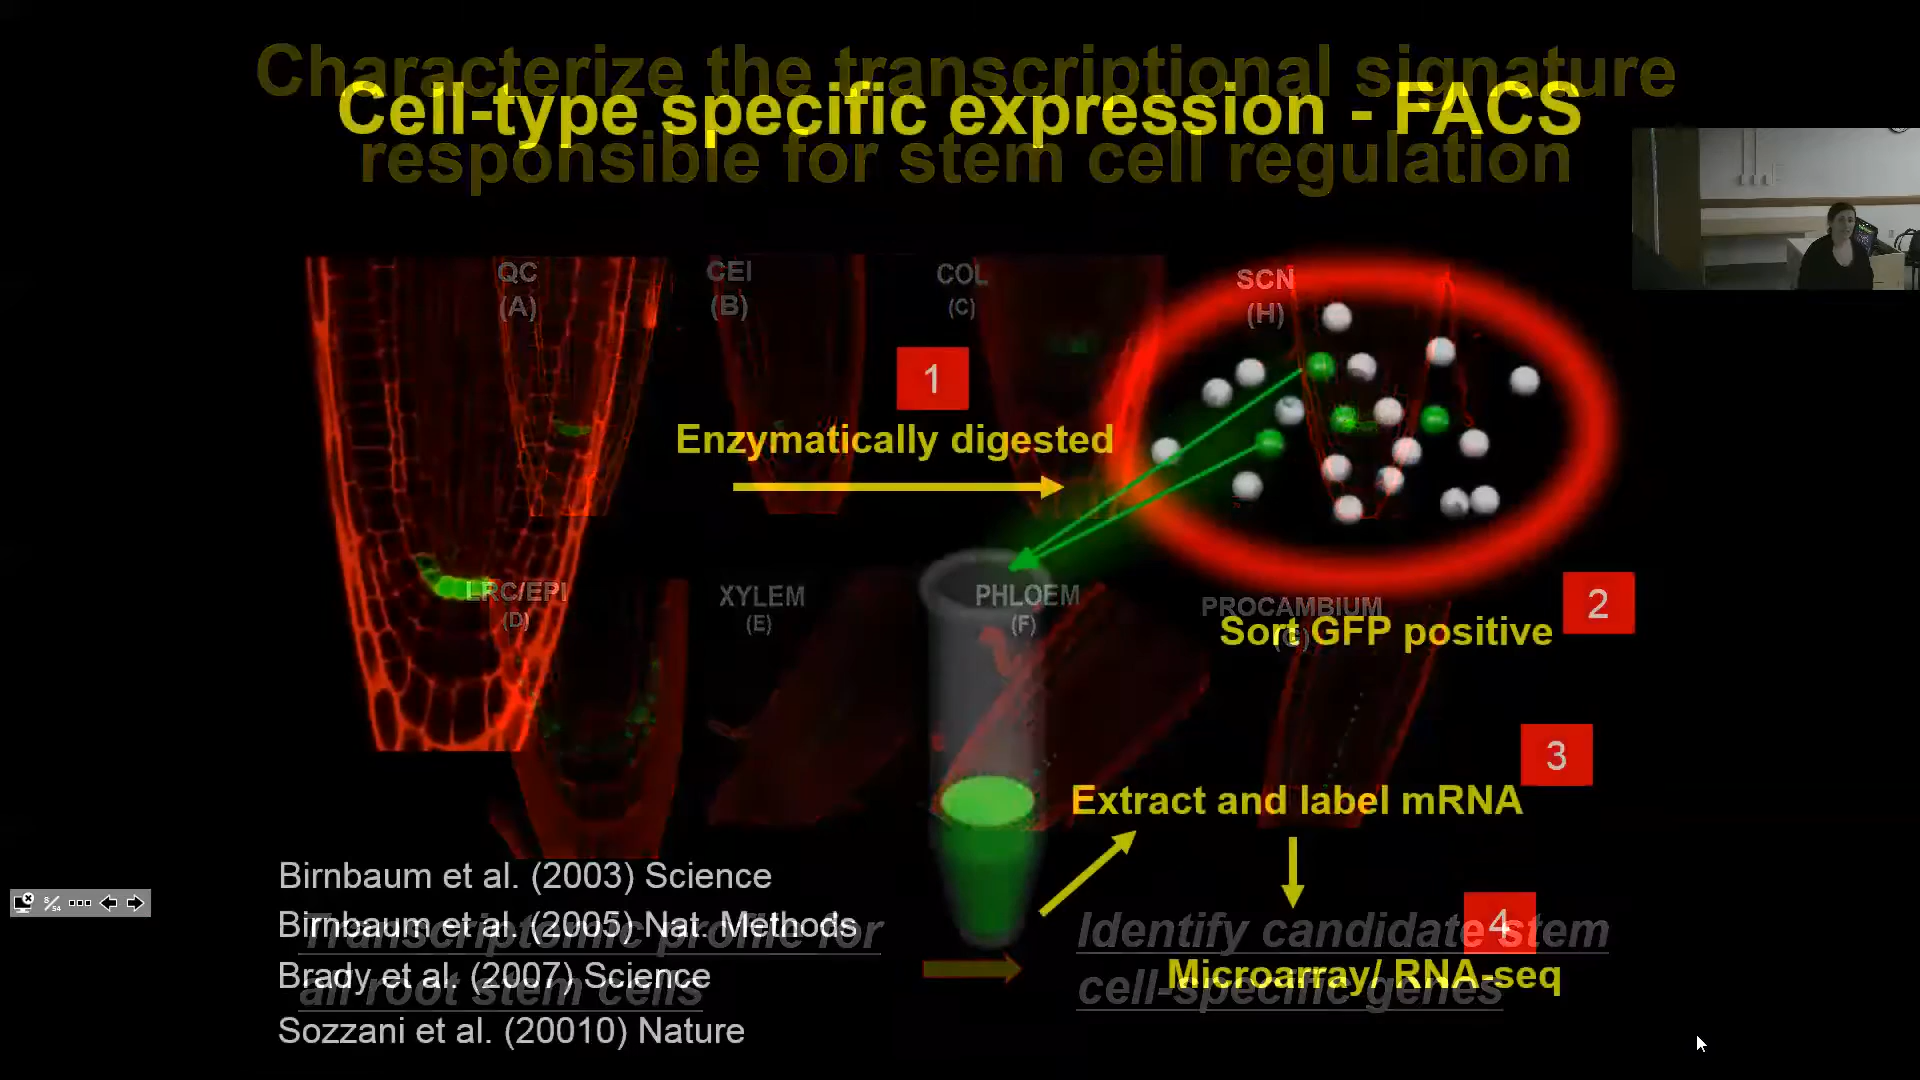 Characterize the transcriptional signature
responsible for stem cell regulation
Cell-type specific expression - FACS
QC
(A)
CEI
(B)
COL
(C)
SCN
(H)
1
Enzymatically digested
LRC/EPI
(D)
XYLEM
(E)
PHLOEM
(F)
PROCAMBIUM
(G)
2
Sort GFP positive
3
Extract and label mRNA
4
Microarray/ RNA-seq
Birnbaum et al. (2003) Science
Birnbaum et al. (2005) Nat. Methods
Brady et al. (2007) Science
Sozzani et al. (20010) Nature
Transcriptomic profile for
all root stem cells
Identify candidate stem
cell-specific genes